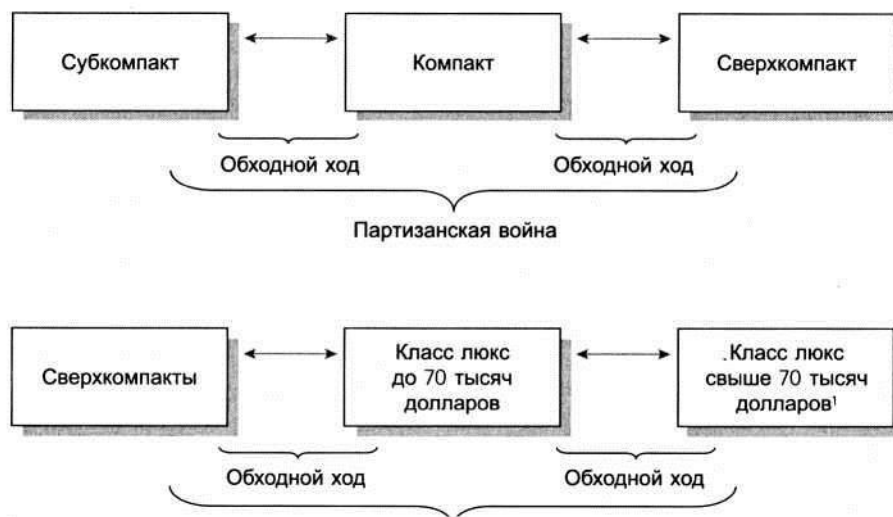 Субкомпакт
Компакт
Сверхкомпакт
Обходной ход
Обходной ход
Партизанская война
Сверхкомпакты
Класс люкс
до 70 тысяч
долларов
.Класс люкс
свыше 70 тысяч
долларов¹
Обходной ход
Обходной ход